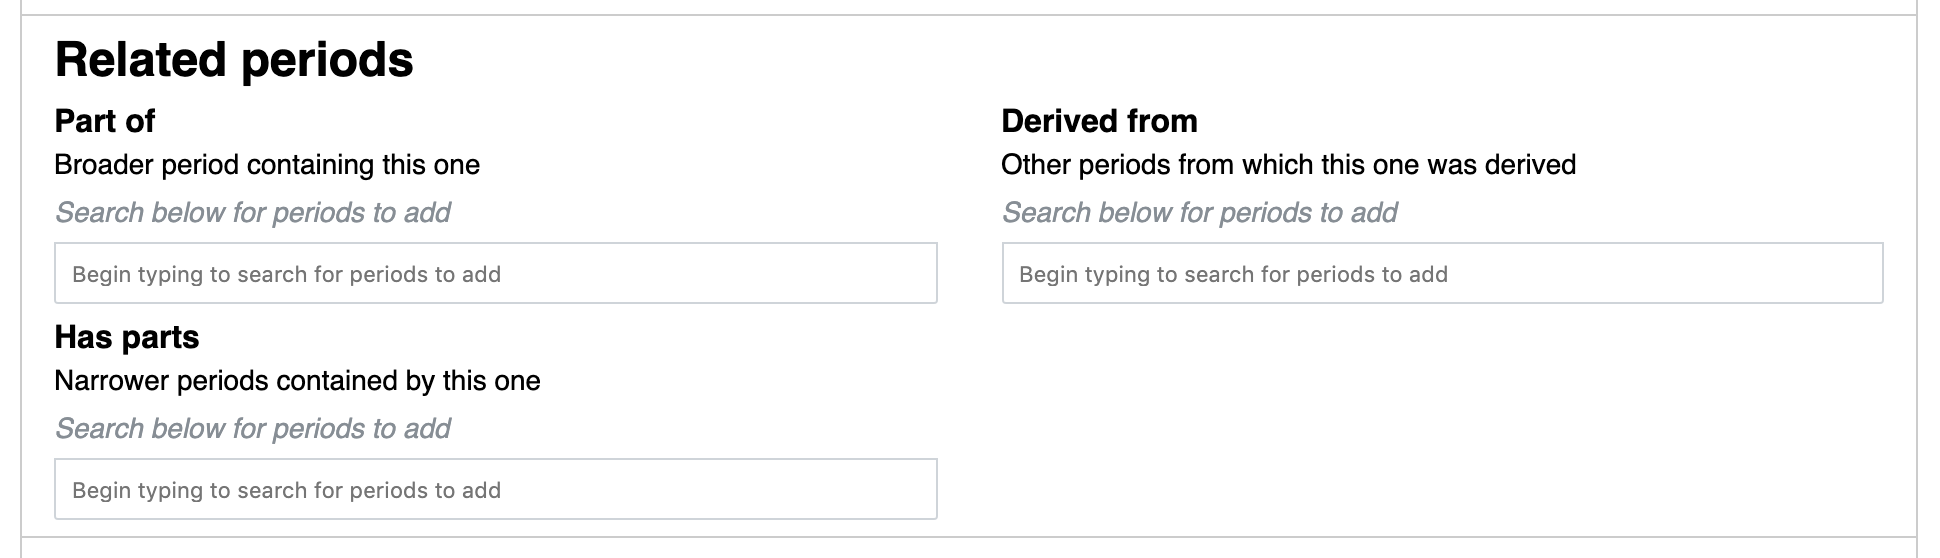 Related periods
Part of
Broader period containing this one
Search below for periods to add
Begin typing to search for periods to add
Derived from
Other periods from which this one was derived
Search below for periods to add
Begin typing to search for periods to add
Has parts
Narrower periods contained by this one
Search below for periods to add
Begin typing to search for periods to add